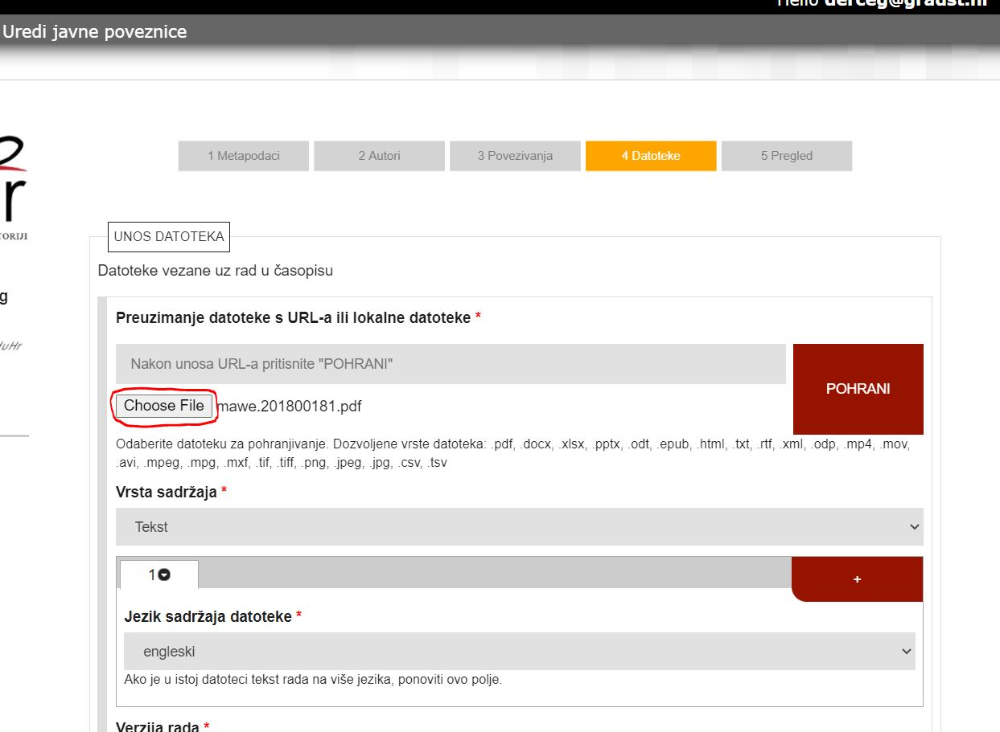 Hello derceg@gradst.hr
Uredi javne poveznice
1 Metapodaci
2 Autori
3 Povezivanja
4 Datoteke
5 Pregled
UNOS DATOTEKA
Datoteke vezane uz rad u časopisu
g
Preuzimanje datoteke s URL-a ili lokalne datoteke *
Nakon unosa URL-a pritisnite "POHRANI"
POHRANI
Choose File mawe.201800181.pdf
Odaberite datoteku za pohranjivanje. Dozvoljene vrste datoteka: .pdf, .docx, .xlsx, .pptx, .odt, .epub, .html, .txt, .rtf, .xml, .odp, .mp4, .mov,
.avi, .mpeg, .mpg, .mxf, .tif, .tiff, .png, .jpeg, .jpg, .csv, .tsv
Vrsta sadržaja *
Tekst
1
+
Jezik sadržaja datoteke *
engleski
Ako je u istoj datoteci tekst rada na više jezika, ponoviti ovo polje.
Verzija rada *